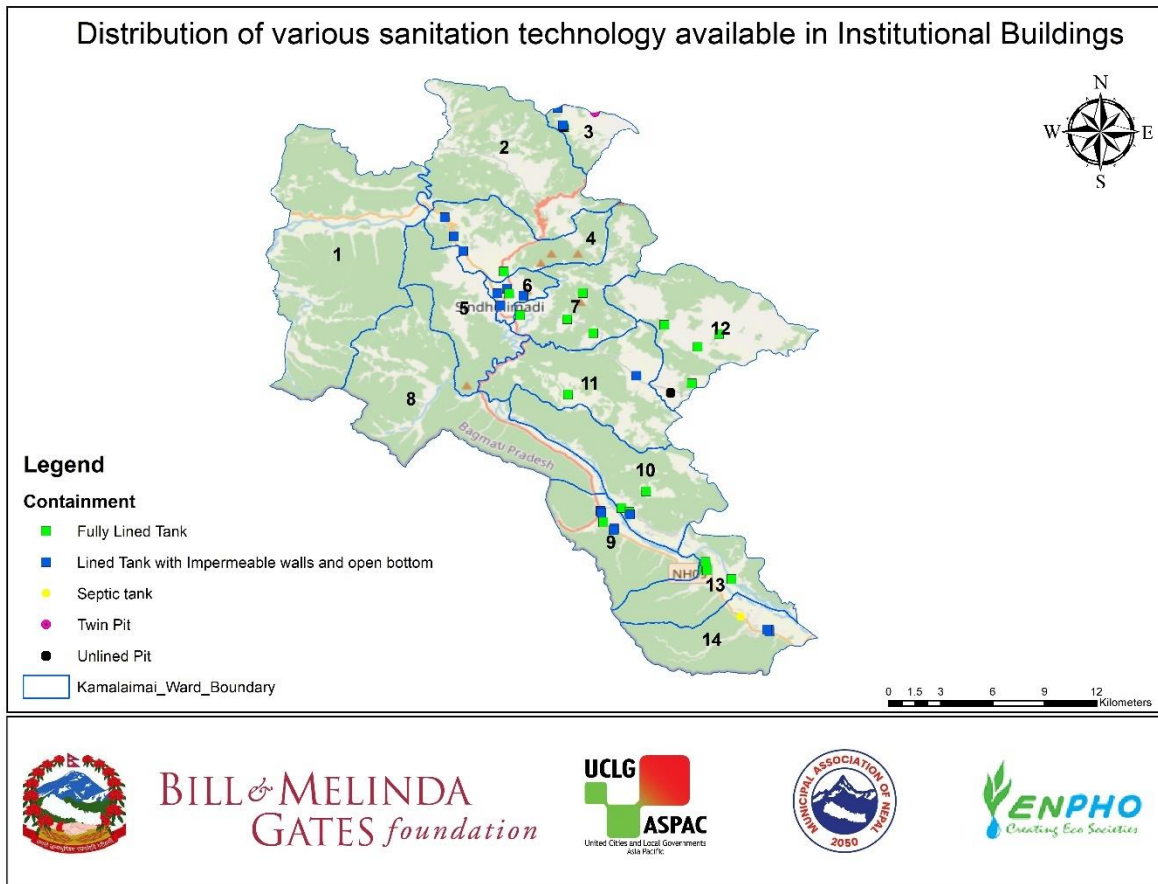 Distribution of various sanitation technology available in Institutional Buildings
N
W E
S
3
2
4
1
6
5
7
12
11
8
Bagmati Pradesh
10
9
NH0
13
14
Legend
Containment
Fully Lined Tank
Lined Tank with Impermeable walls and open bottom
Septic tank
Twin Pit
Unlined Pit
Kamalaimai_Ward_Boundary
0 1.5 3 6 9 12
Kilometers
BILL & MELINDA
GATES foundation
UCLG
ASPAC
United Cities and Local Governments
Asia Pacific
MUNICIPAL ASSOCIATION OF NEPAL
2050
ENPHO
Creating Eco Societies